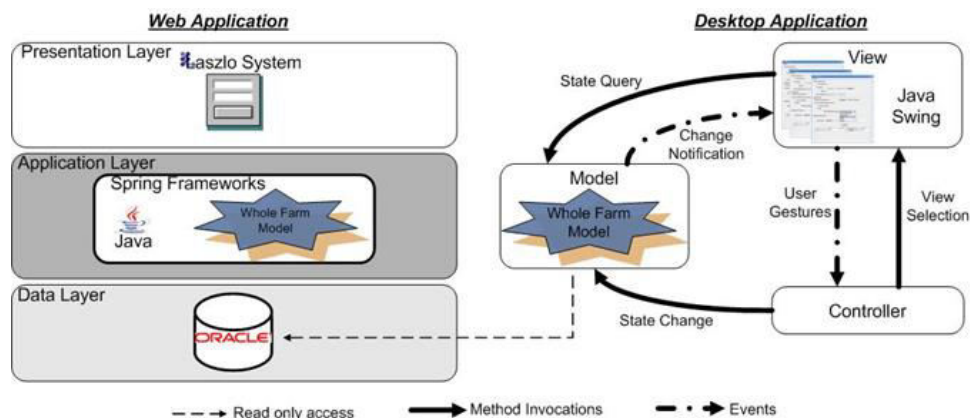 Web Application
Presentation Layer
Laszlo System
Application Layer
Spring Frameworks
Java
Whole Farm
Model
Data Layer
ORACLE
Desktop Application
View
Java
Swing
State Query
Change
Notification
Model
Whole Farm
Model
User
Gestures
View
Selection
State Change
Controller
Read only access
Method Invocations
Events